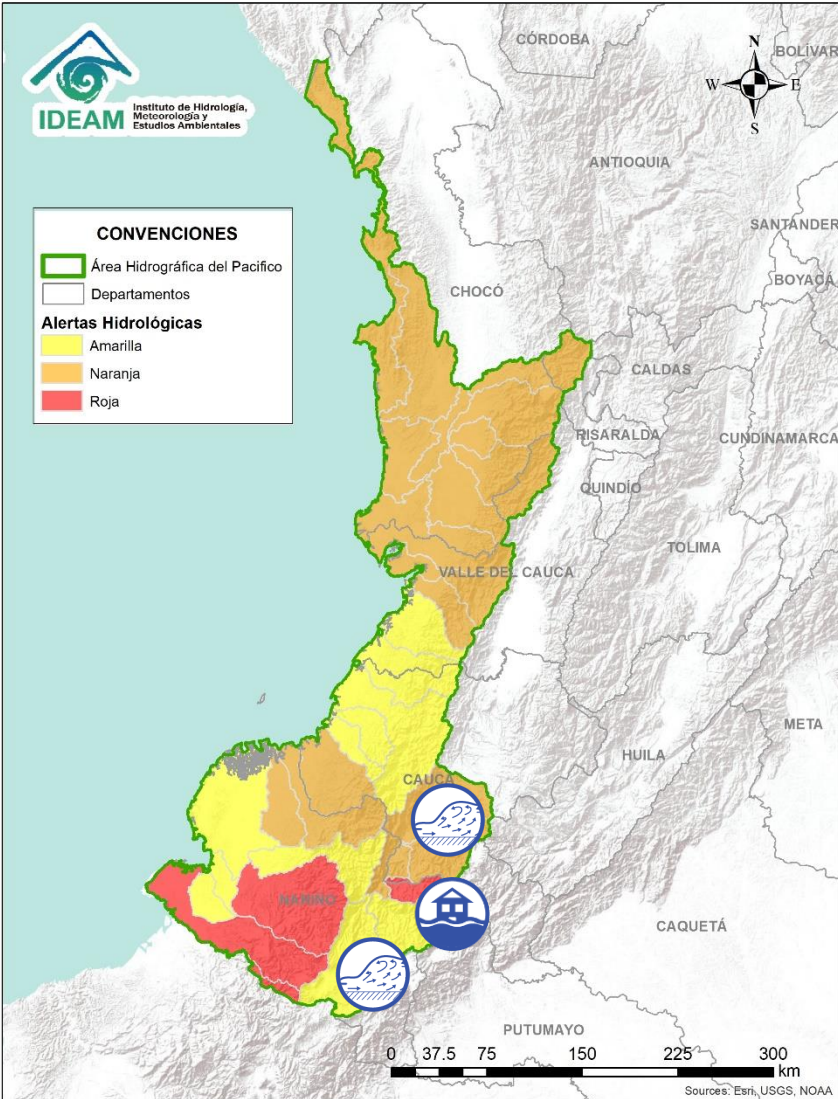 CÓRDOBA
BOLÍVAR
N
W E
S
IDEAM
Instituto de Hidrología,
Meteorología y
Estudios Ambientales
ANTIOQUIA
SANTANDER
CONVENCIONES
Área Hidrográfica del Pacifico
Departamentos
Alertas Hidrológicas
Amarilla
Naranja
Roja
BOYACÁ
CHOCÓ
CALDAS
RISARALDA
CUNDINAMARCA
QUINDÍO
TOLIMA
VALLE DEL CAUCA
META
HUILA
CAUCA
NARIÑO
CAQUETÁ
PUTUMAYO
0 37.5 75 150 225 300
km
Sources: Esri, USGS, NOAA